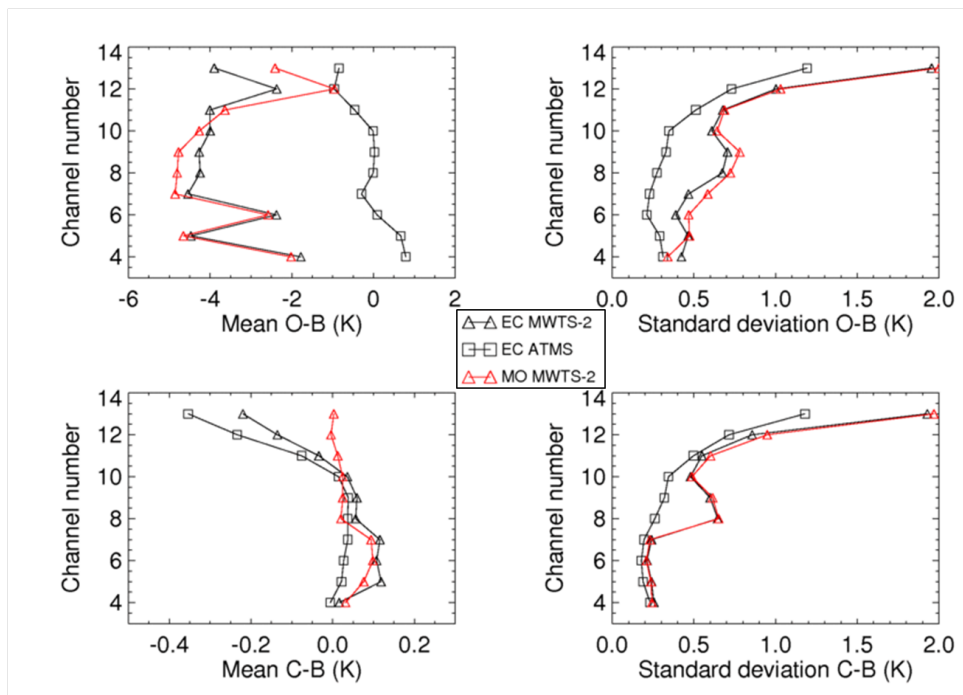 14
12
10
8
6
4
Channel number
-6 -4 -2 0 2
Mean O-B (K)
14
12
10
8
6
4
Channel number
0.0 0.5 1.0 1.5 2.0
Standard deviation O-B (K)
EC MWTS-2
EC ATMS
MO MWTS-2
14
12
10
8
6
4
Channel number
-0.4 -0.2 0.0 0.2
Mean C-B (K)
14
12
10
8
6
4
Channel number
0.0 0.5 1.0 1.5 2.0
Standard deviation C-B (K)